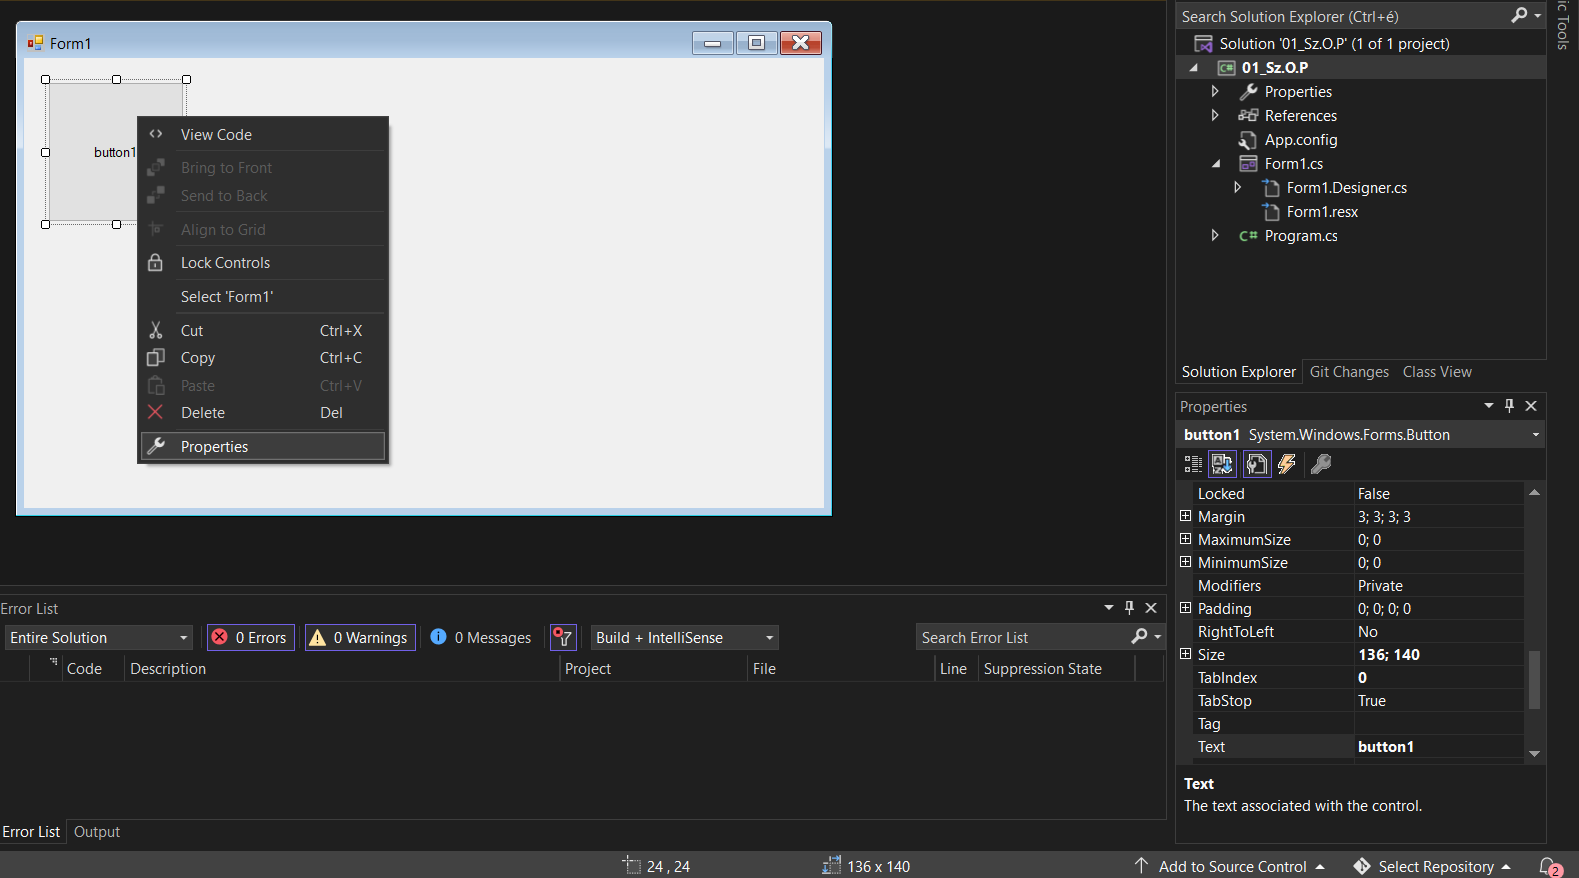 Form1
button1
View Code
Bring to Front
Send to Back
Align to Grid
Lock Controls
Select 'Form1'
Cut Ctrl+X
Copy Ctrl+C
Paste Ctrl+V
Delete Del
Properties
Error List
Entire Solution 0 Errors 0 Warnings 0 Messages Build + IntelliSense Search Error List
Code Description Project File Line Suppression State
Error List Output
Search Solution Explorer (Ctrl+é)
Solution '01_Sz.O.P' (1 of 1 project)
01_Sz.O.P
Properties
References
App.config
Form1.cs
Form1.Designer.cs
Form1.resx
C# Program.cs
Solution Explorer Git Changes Class View
Properties
button1 System.Windows.Forms.Button
Locked False
Margin 3; 3; 3; 3
MaximumSize 0; 0
MinimumSize 0; 0
Modifiers Private
Padding 0; 0; 0; 0
RightToLeft No
Size 136; 140
TabIndex 0
TabStop True
Tag
Text button1
Text
The text associated with the control.
Tools
24 , 24 136 x 140 Add to Source Control Select Repository 2